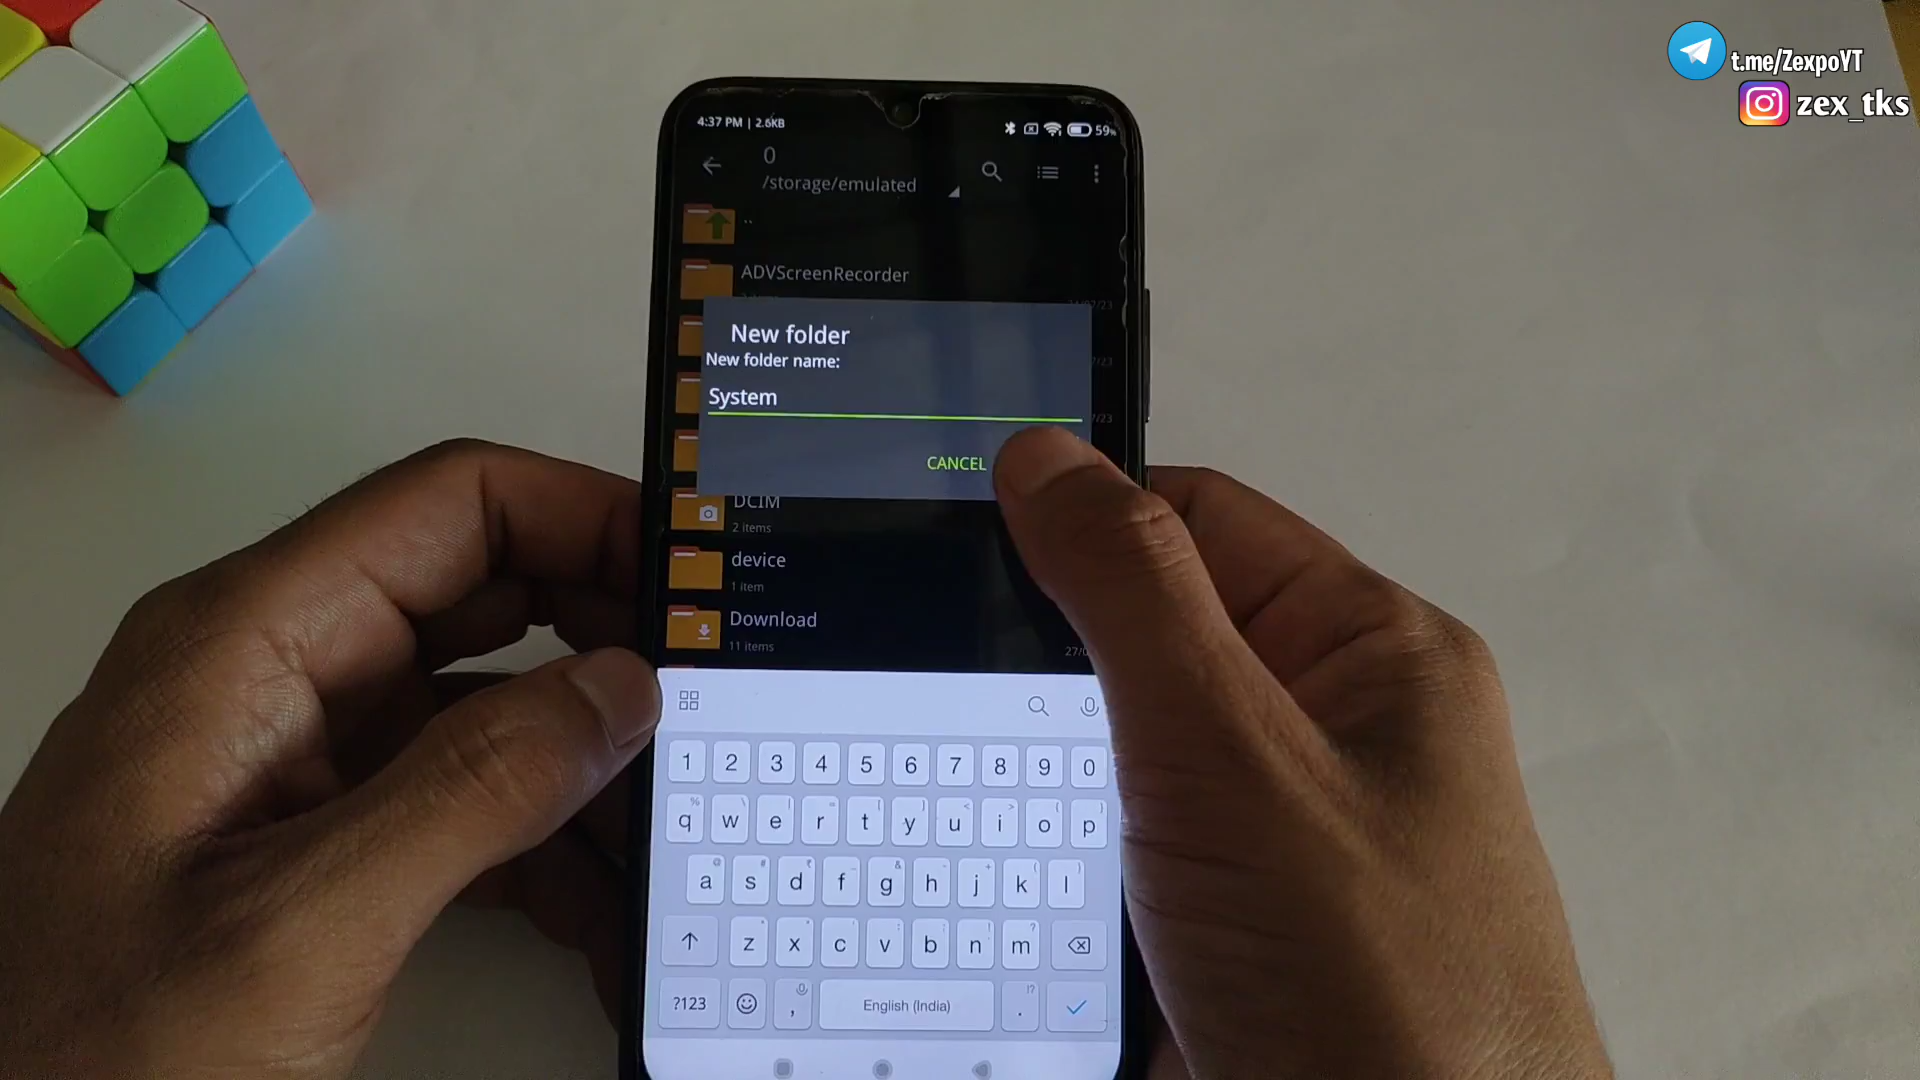 t.me/ZexpoYT
zex_tks
4:37 PM | 2.6KB
59%
0
/storage/emulated
..
ADVScreenRecorder
New folder
New folder name:
System
CANCEL
DCIM
2 items
device
1 item
Download
11 items
1 2 3 4 5 6 7 8 9 0
q w e r t y u i o p
a s d f g h j k l
z x c v b n m
?123 , English (India) .